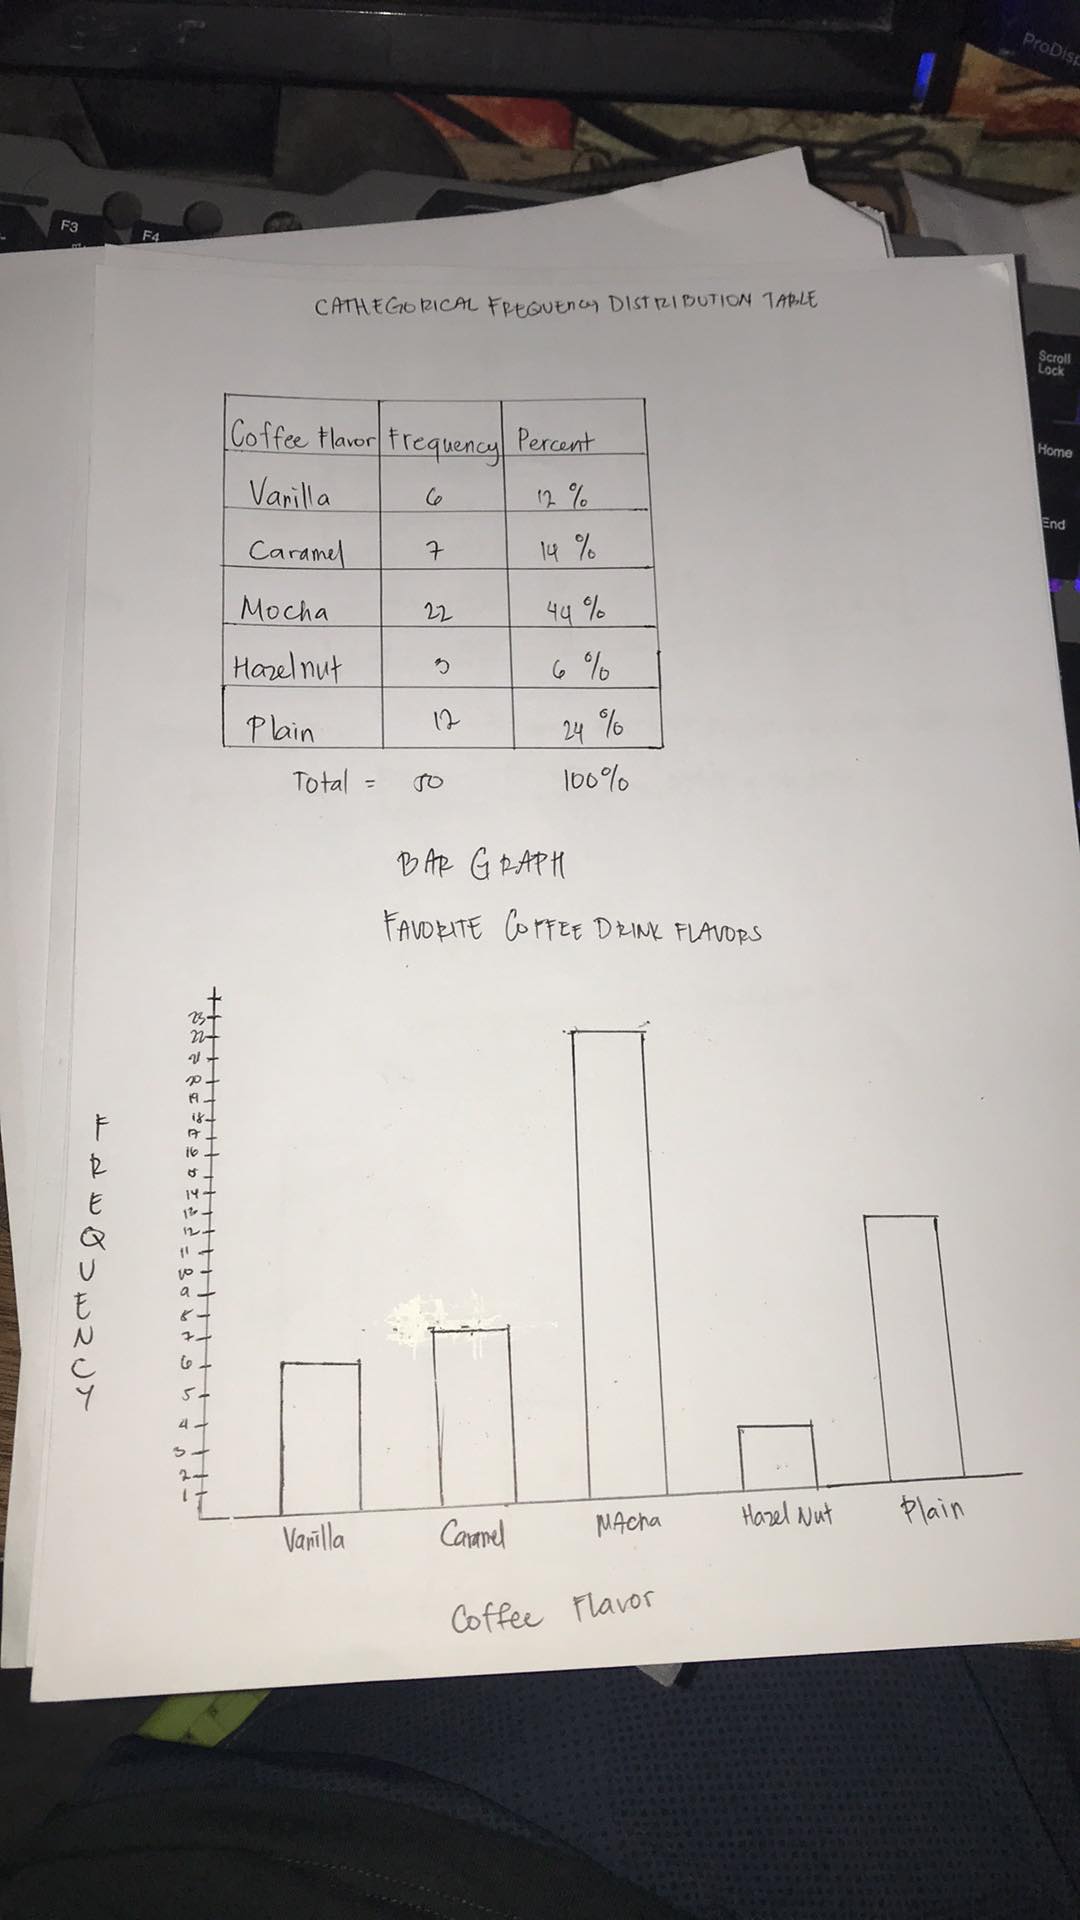 ProDisp
F3
F4
Scroll
Lock
Home
End
CATHEGORICAL FREQUENCY DISTRIBUTION TABLE
Coffee Flavor Frequency Percent
Vanilla 6 12 %
Caramel 7 14 %
Mocha 22 44 %
Hazelnut 3 6 %
Plain 12 24 %
Total = 50 100%
BAR GRAPH
FAVORITE COFFEE DRINK FLAVORS
FREQUENCY
23
22
21
20
19
18
17
16
15
14
13
12
11
10
9
8
7
6
5
4
3
2
1
Vanilla Caramel MAcha Hazel Nut Plain
Coffee Flavor